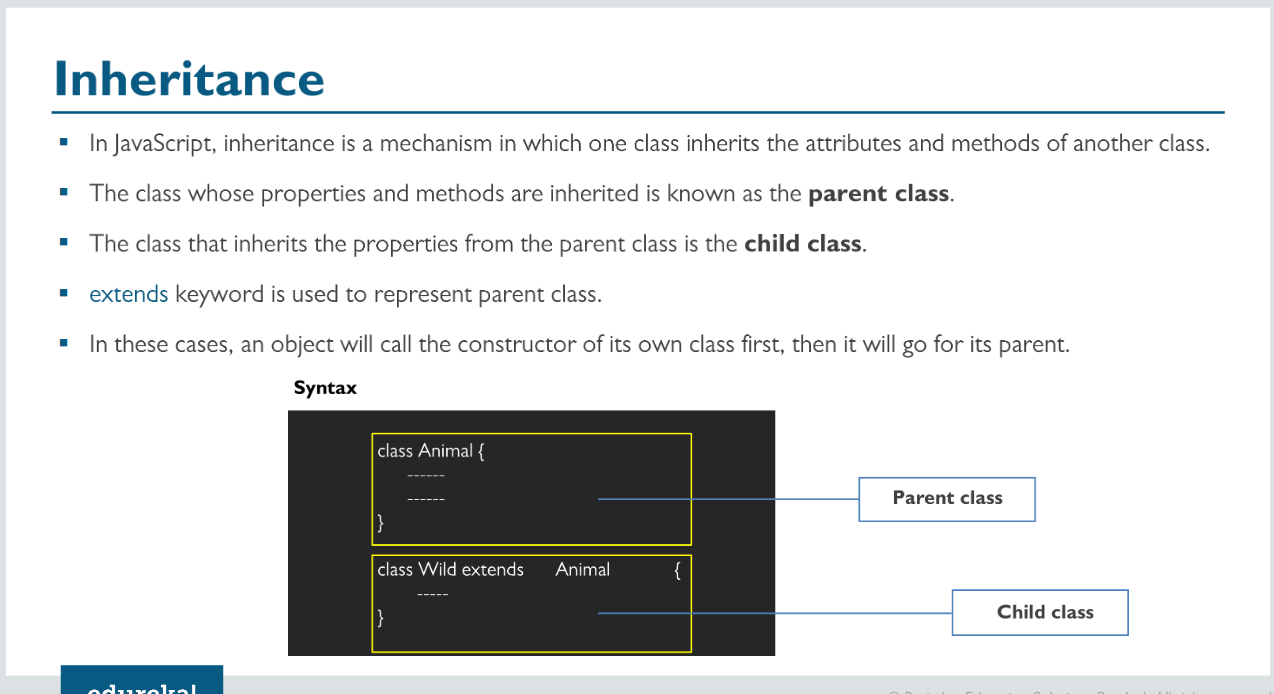 Inheritance
▪ In JavaScript, inheritance is a mechanism in which one class inherits the attributes and methods of another class.
▪ The class whose properties and methods are inherited is known as the parent class.
▪ The class that inherits the properties from the parent class is the child class.
▪ extends keyword is used to represent parent class.
▪ In these cases, an object will call the constructor of its own class first, then it will go for its parent.
Syntax
class Animal {
------
------
}
Parent class
class Wild extends Animal {
-----
}
Child class
edureka!